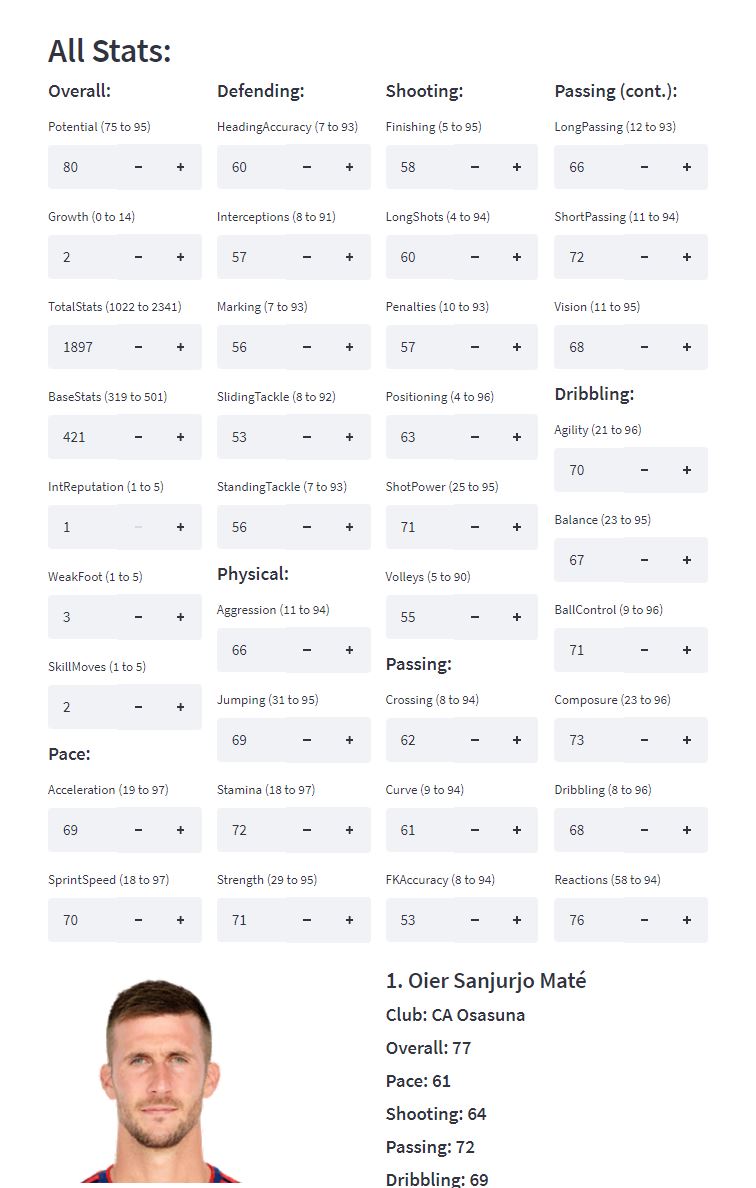 All Stats:
Overall:
Potential (75 to 95)
80 − +
Growth (0 to 14)
2 − +
TotalStats (1022 to 2341)
1897 − +
BaseStats (319 to 501)
421 − +
IntReputation (1 to 5)
1 − +
WeakFoot (1 to 5)
3 − +
SkillMoves (1 to 5)
2 − +
Pace:
Acceleration (19 to 97)
69 − +
SprintSpeed (18 to 97)
70 − +
Defending:
HeadingAccuracy (7 to 93)
60 − +
Interceptions (8 to 91)
57 − +
Marking (7 to 93)
56 − +
SlidingTackle (8 to 92)
53 − +
StandingTackle (7 to 93)
56 − +
Physical:
Aggression (11 to 94)
66 − +
Jumping (31 to 95)
69 − +
Stamina (18 to 97)
72 − +
Strength (29 to 95)
71 − +
Shooting:
Finishing (5 to 95)
58 − +
LongShots (4 to 94)
60 − +
Penalties (10 to 93)
57 − +
Positioning (4 to 96)
63 − +
ShotPower (25 to 95)
71 − +
Volleys (5 to 90)
55 − +
Passing:
Crossing (8 to 94)
62 − +
Curve (9 to 94)
61 − +
FKAccuracy (8 to 94)
53 − +
Passing (cont.):
LongPassing (12 to 93)
66 − +
ShortPassing (11 to 94)
72 − +
Vision (11 to 95)
68 − +
Dribbling:
Agility (21 to 96)
70 − +
Balance (23 to 95)
67 − +
BallControl (9 to 96)
71 − +
Composure (23 to 96)
73 − +
Dribbling (8 to 96)
68 − +
Reactions (58 to 94)
76 − +
1. Oier Sanjurjo Maté
Club: CA Osasuna
Overall: 77
Pace: 61
Shooting: 64
Passing: 72
Dribbling: 69